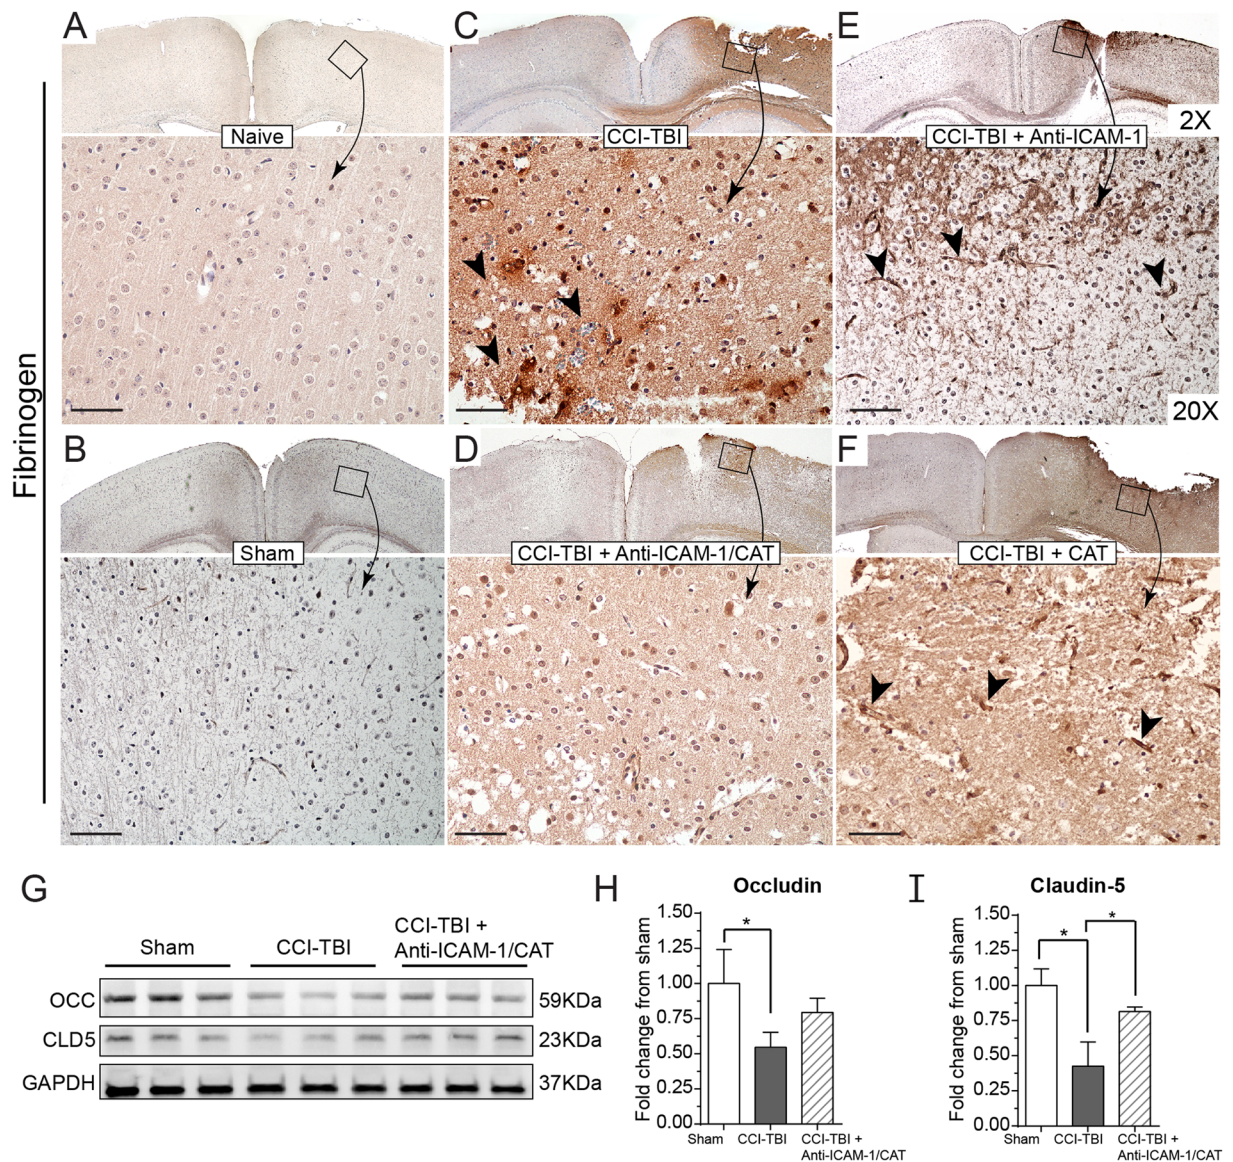 A
C
E
Naive
CCI-TBI
CCI-TBI + Anti-ICAM-1
2X
20X
Fibrinogen
B
D
F
Sham
CCI-TBI + Anti-ICAM-1/CAT
CCI-TBI + CAT
G
Sham
CCI-TBI
CCI-TBI +
Anti-ICAM-1/CAT
OCC
59KDa
CLD5
23KDa
GAPDH
37KDa
H
Occludin
Fold change from sham
1.50
1.25
1.00
0.75
0.50
0.25
0.00
*
Sham
CCI-TBI
CCI-TBI +
Anti-ICAM-1/CAT
I
Claudin-5
Fold change from sham
1.50
1.25
1.00
0.75
0.50
0.25
0.00
*
*
Sham
CCI-TBI
CCI-TBI +
Anti-ICAM-1/CAT